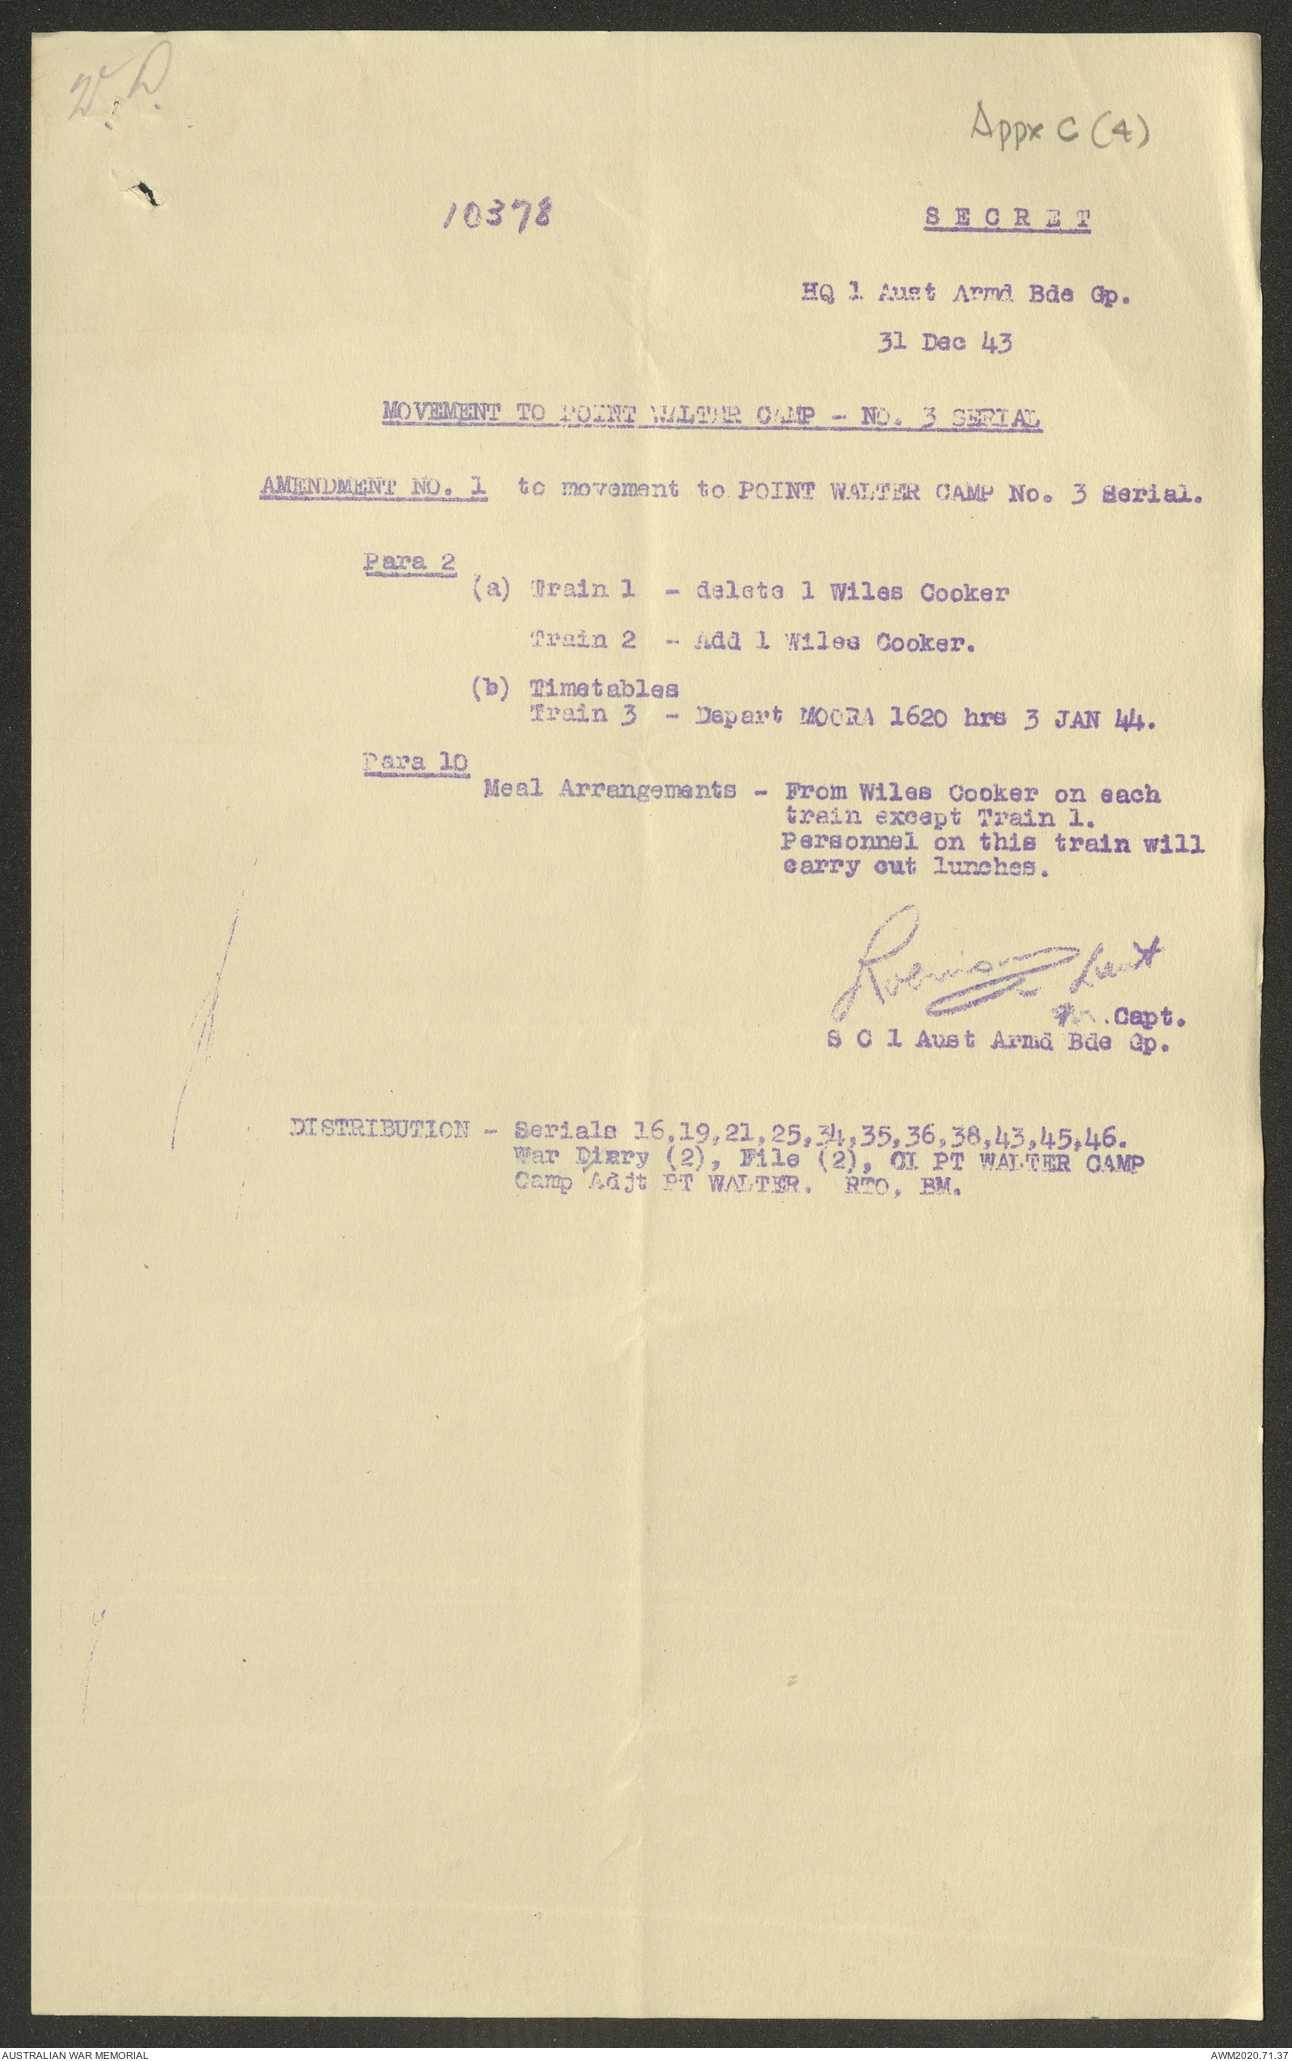 W.D.
Appx C (4)
10378
SECRET
HQ 1 Aust Armd Bde Gp.
31 Dec 43
MOVEMENT TO POINT WALTER CAMP - NO. 3 SERIAL
AMENDMENT NO. 1 to movement to POINT WALTER CAMP No. 3 Serial.
Para 2
(a) Train 1 - delete 1 Wiles Cooker
Train 2 - Add 1 Wiles Cooker.
(b) Timetables
Train 3 - Depart MOORA 1620 hrs 3 JAN 44.
Para 10
Meal Arrangements - From Wiles Cooker on each
train except Train 1.
Personnel on this train will
carry cut lunches.
Lieut
for Capt.
S C 1 Aust Armd Bde Gp.
DISTRIBUTION - Serials 16,19,21,25,34,35,36,38,43,45,46.
War Diary (2), File (2), CI PT WALTER CAMP
Camp Adjt PT WALTER. RTO, BM.
AUSTRALIAN WAR MEMORIAL
AWM2020.71.37